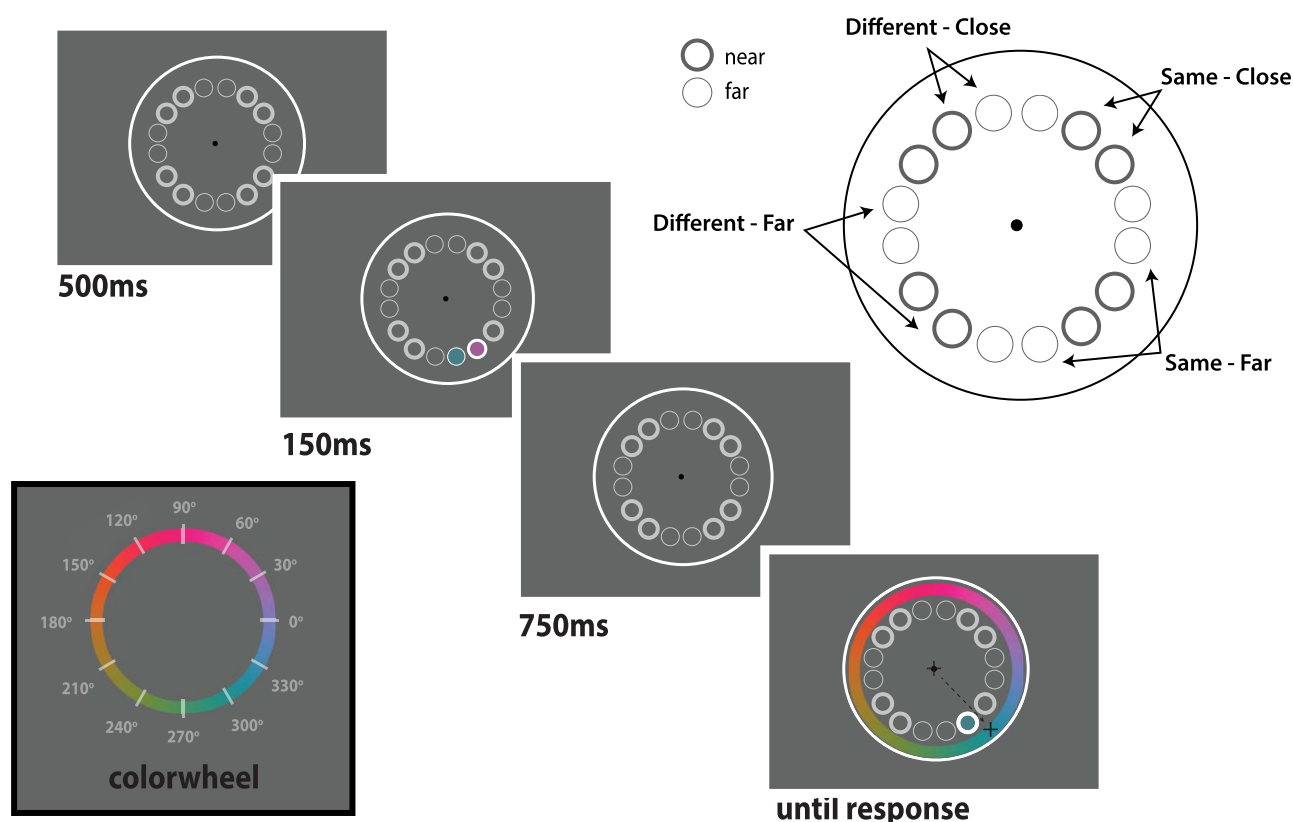 Different - Close
near
far
Same - Close
Different - Far
Same - Far
500ms
150ms
750ms
until response
90°
120°
60°
150°
30°
180°
0°
210°
330°
240°
300°
270°
colorwheel